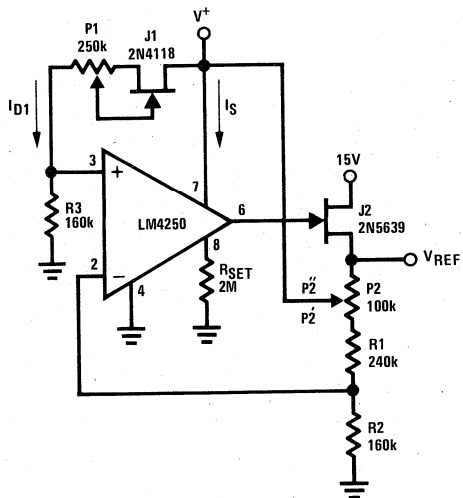 P1
250k
J1
2N4118
V+
ID1
IS
15V
3
+
7
J2
2N5639
R3
160k
LM4250
6
VREF
8
2
−
4
RSET
2M
P2"
P2'
P2
100k
R1
240k
R2
160k